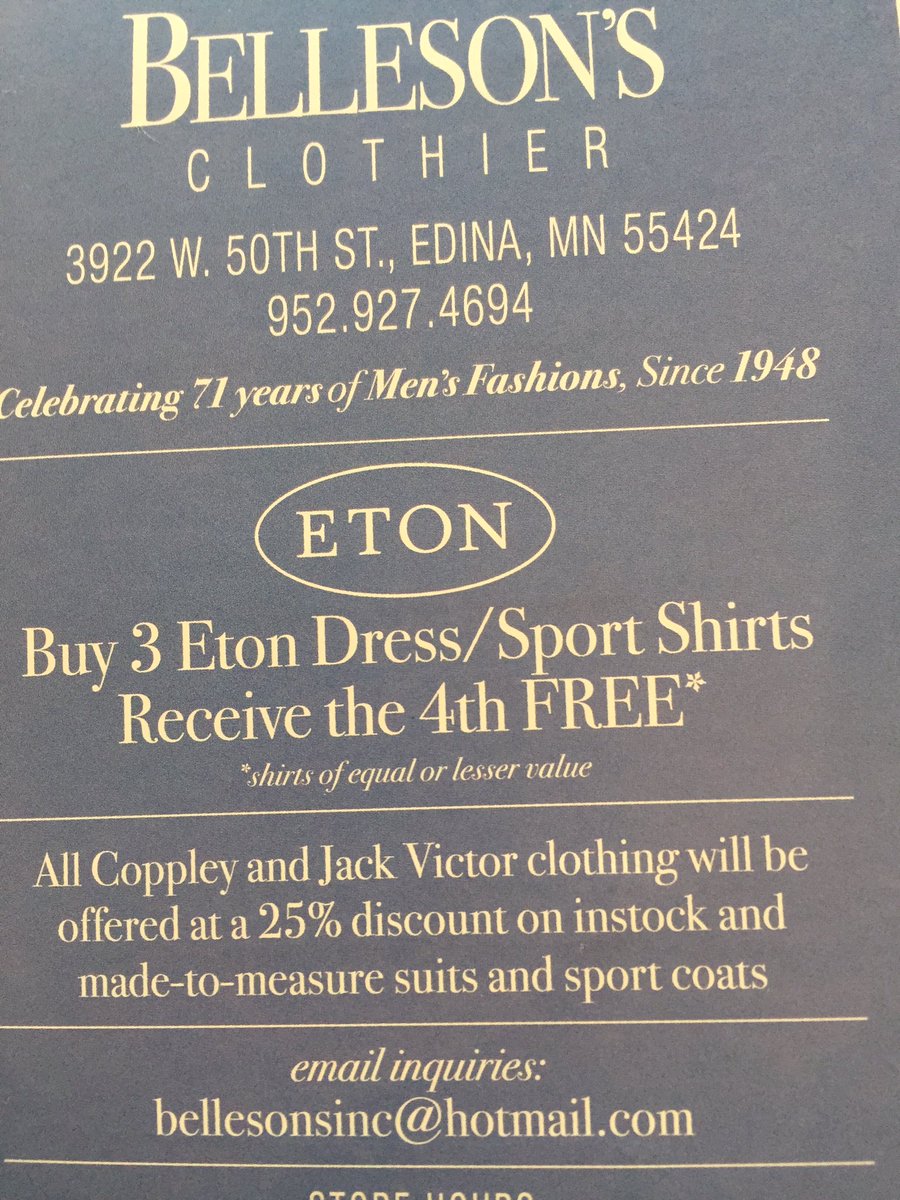 BELLESON'S
CLOTHIER
3922 W. 50TH ST., EDINA, MN 55424
952.927.4694
Celebrating 71 years of Men's Fashions, Since 1948
ETON
Buy 3 Eton Dress/Sport Shirts
Receive the 4th FREE*
*shirts of equal or lesser value
All Coppley and Jack Victor clothing will be
offered at a 25% discount on instock and
made-to-measure suits and sport coats
email inquiries:
bellesonsinc@hotmail.com
STORE HOURS